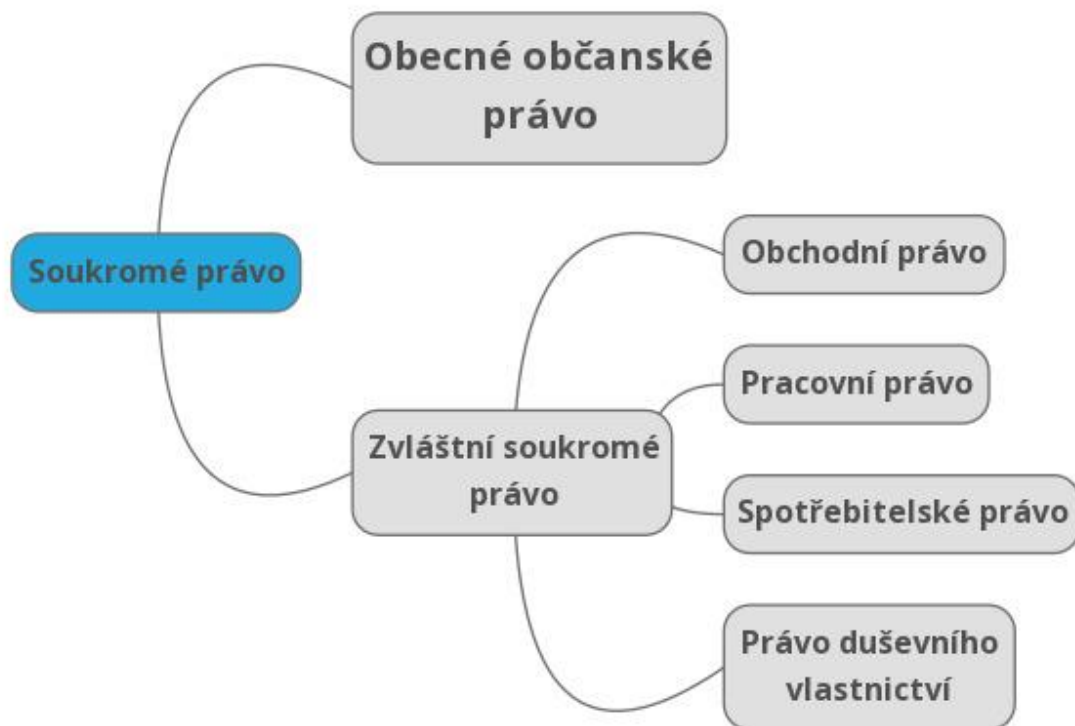 Obecné občanské
právo
Soukromé právo
Obchodní právo
Pracovní právo
Zvláštní soukromé
právo
Spotřebitelské právo
Právo duševního
vlastnictví